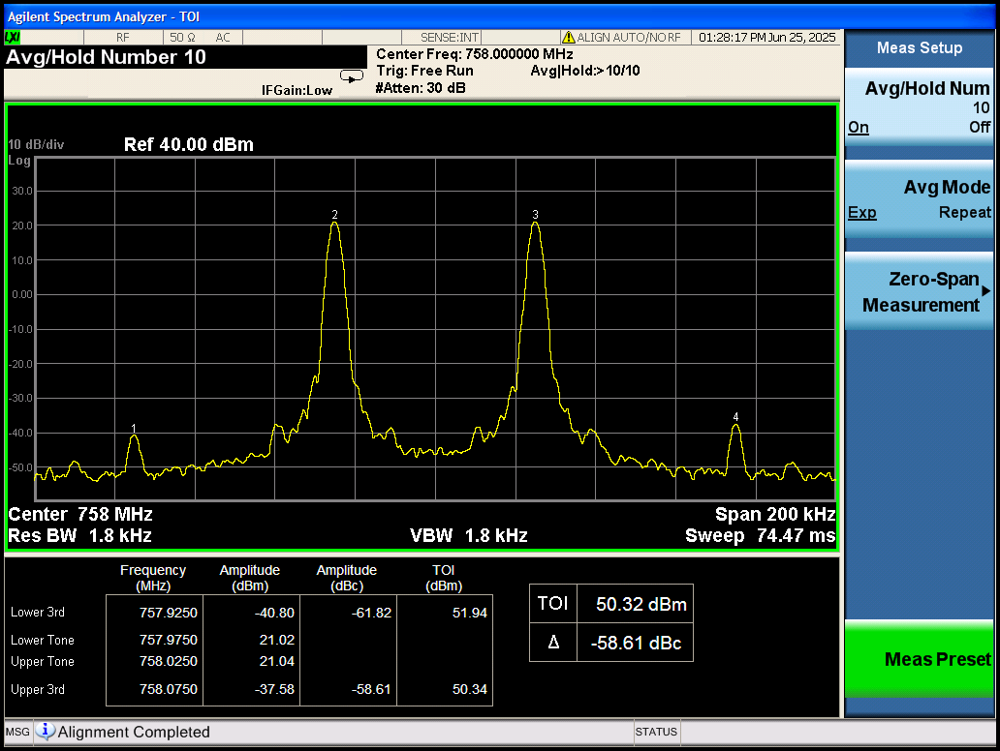 Agilent Spectrum Analyzer - TOI
LXI RF 50 Ω AC SENSE:INT ALIGN AUTO/NO RF 01:28:17 PM Jun 25, 2025
Avg/Hold Number 10
Center Freq: 758.000000 MHz
Trig: Free Run Avg|Hold:>10/10
IFGain:Low #Atten: 30 dB
10 dB/div Ref 40.00 dBm
Log
30.0
20.0
10.0
0.00
-10.0
-20.0
-30.0
-40.0
-50.0
1
2
3
4
Center 758 MHz Span 200 kHz
Res BW 1.8 kHz VBW 1.8 kHz Sweep 74.47 ms
Frequency Amplitude Amplitude TOI
(MHz) (dBm) (dBc) (dBm)
Lower 3rd 757.9250 -40.80 -61.82 51.94
Lower Tone 757.9750 21.02
Upper Tone 758.0250 21.04
Upper 3rd 758.0750 -37.58 -58.61 50.34
TOI 50.32 dBm
Δ -58.61 dBc
Meas Setup
Avg/Hold Num
10
On Off
Avg Mode
Exp Repeat
Zero-Span
Measurement
Meas Preset
MSG Alignment Completed STATUS